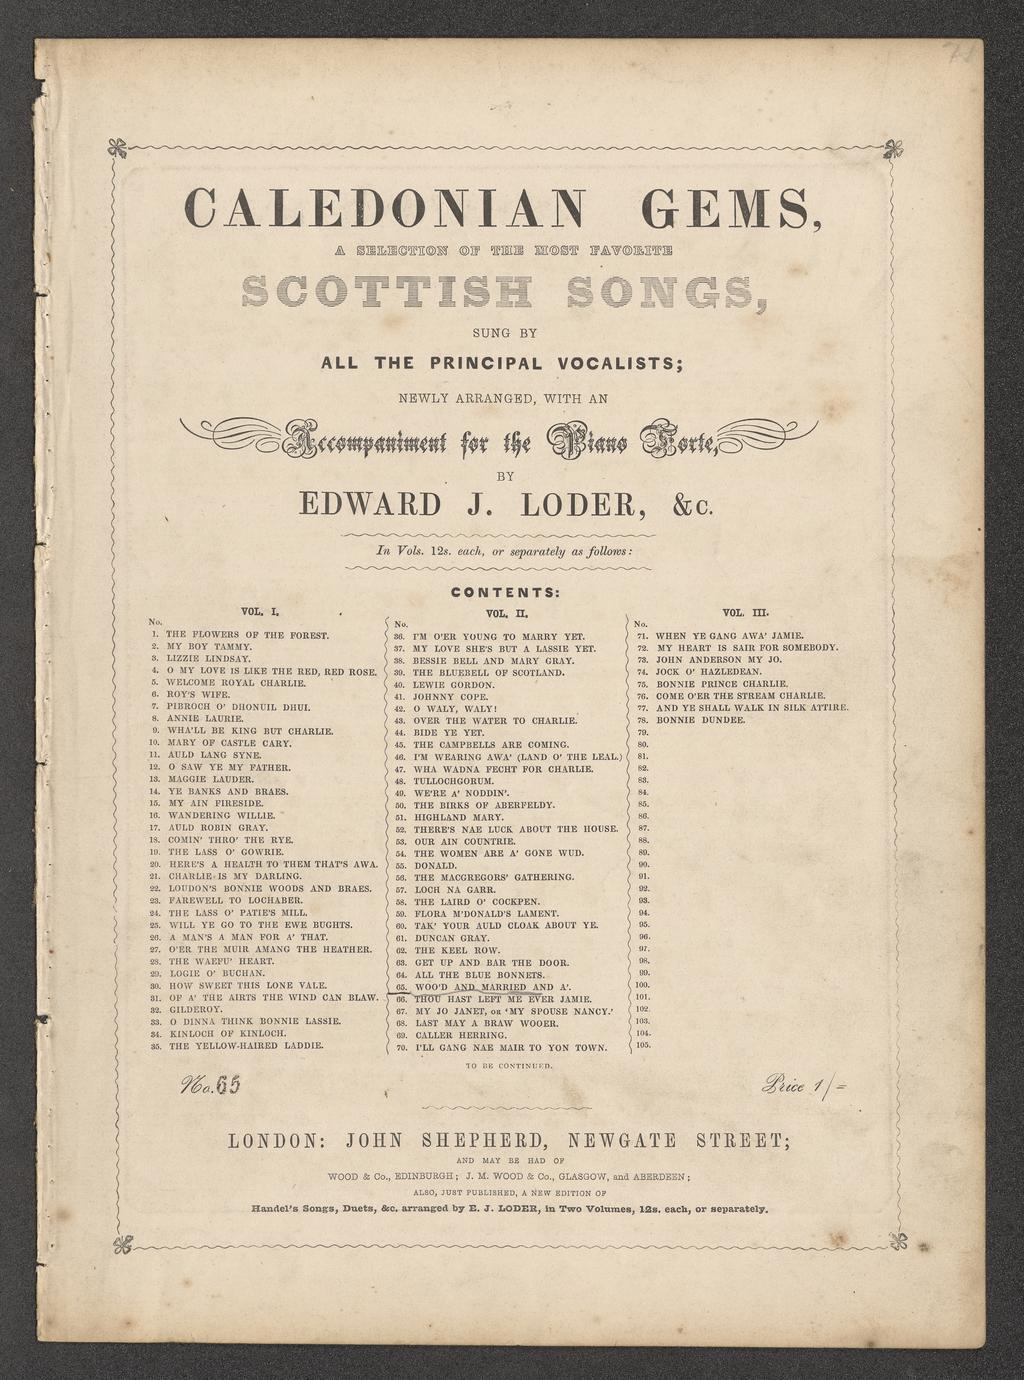 CALEDONIAN GEMS,
A SELECTION OF THE MOST FAVORITE
SCOTTISH SONGS,
SUNG BY
ALL THE PRINCIPAL VOCALISTS;
NEWLY ARRANGED, WITH AN
Accompaniment for the Piano Forte,
BY
EDWARD J. LODER, &c.
In Vols. 12s. each, or separately as follows:
CONTENTS:
VOL. I.
No.
1. THE FLOWERS OF THE FOREST.
2. MY BOY TAMMY.
3. LIZZIE LINDSAY.
4. O MY LOVE IS LIKE THE RED, RED ROSE.
5. WELCOME ROYAL CHARLIE.
6. ROY'S WIFE.
7. PIBROCH O' DHONUIL DHUI.
8. ANNIE LAURIE.
9. WHA'LL BE KING BUT CHARLIE.
10. MARY OF CASTLE CARY.
11. AULD LANG SYNE.
12. O SAW YE MY FATHER.
13. MAGGIE LAUDER.
14. YE BANKS AND BRAES.
15. MY AIN FIRESIDE.
16. WANDERING WILLIE.
17. AULD ROBIN GRAY.
18. COMIN' THRO' THE RYE.
19. THE LASS O' GOWRIE.
20. HERE'S A HEALTH TO THEM THAT'S AWA.
21. CHARLIE IS MY DARLING.
22. LOUDON'S BONNIE WOODS AND BRAES.
23. FAREWELL TO LOCHABER.
24. THE LASS O' PATIE'S MILL.
25. WILL YE GO TO THE EWE BUGHTS.
26. A MAN'S A MAN FOR A' THAT.
27. O'ER THE MUIR AMANG THE HEATHER.
28. THE WAEFU' HEART.
29. LOGIE O' BUCHAN.
30. HOW SWEET THIS LONE VALE.
31. OF A' THE AIRTS THE WIND CAN BLAW.
32. GILDEROY.
33. O DINNA THINK BONNIE LASSIE.
34. KINLOCH OF KINLOCH.
35. THE YELLOW-HAIRED LADDIE.
VOL. II.
No.
36. I'M O'ER YOUNG TO MARRY YET.
37. MY LOVE SHE'S BUT A LASSIE YET.
38. BESSIE BELL AND MARY GRAY.
39. THE BLUEBELL OF SCOTLAND.
40. LEWIE GORDON.
41. JOHNNY COPE.
42. O WALY, WALY!
43. OVER THE WATER TO CHARLIE.
44. BIDE YE YET.
45. THE CAMPBELLS ARE COMING.
46. I'M WEARING AWA' (LAND O' THE LEAL.)
47. WHA WADNA FECHT FOR CHARLIE.
48. TULLOCHGORUM.
49. WE'RE A' NODDIN'.
50. THE BIRKS OF ABERFELDY.
51. HIGHLAND MARY.
52. THERE'S NAE LUCK ABOUT THE HOUSE.
53. OUR AIN COUNTRIE.
54. THE WOMEN ARE A' GONE WUD.
55. DONALD.
56. THE MACGREGORS' GATHERING.
57. LOCH NA GARR.
58. THE LAIRD O' COCKPEN.
59. FLORA M'DONALD'S LAMENT.
60. TAK' YOUR AULD CLOAK ABOUT YE.
61. DUNCAN GRAY.
62. THE KEEL ROW.
63. GET UP AND BAR THE DOOR.
64. ALL THE BLUE BONNETS.
65. WOO'D AND MARRIED AND A'.
66. THOU HAST LEFT ME EVER JAMIE.
67. MY JO JANET, OR 'MY SPOUSE NANCY.'
68. LAST MAY A BRAW WOOER.
69. CALLER HERRING.
70. I'LL GANG NAE MAIR TO YON TOWN.
VOL. III.
No.
71. WHEN YE GANG AWA' JAMIE.
72. MY HEART IS SAIR FOR SOMEBODY.
73. JOHN ANDERSON MY JO.
74. JOCK O' HAZLEDEAN.
75. BONNIE PRINCE CHARLIE.
76. COME O'ER THE STREAM CHARLIE.
77. AND YE SHALL WALK IN SILK ATTIRE.
78. BONNIE DUNDEE.
79.
80.
81.
82.
83.
84.
85.
86.
87.
88.
89.
90.
91.
92.
93.
94.
95.
96.
97.
98.
99.
100.
101.
102.
103.
104.
105.
TO BE CONTINUED.
No. 65
Price 1/=
LONDON: JOHN SHEPHERD, NEWGATE STREET;
AND MAY BE HAD OF
WOOD & Co., EDINBURGH; J. M. WOOD & Co., GLASGOW, and ABERDEEN;
ALSO, JUST PUBLISHED, A NEW EDITION OF
Handel's Songs, Duets, &c. arranged by E. J. LODER, in Two Volumes, 12s. each, or separately.